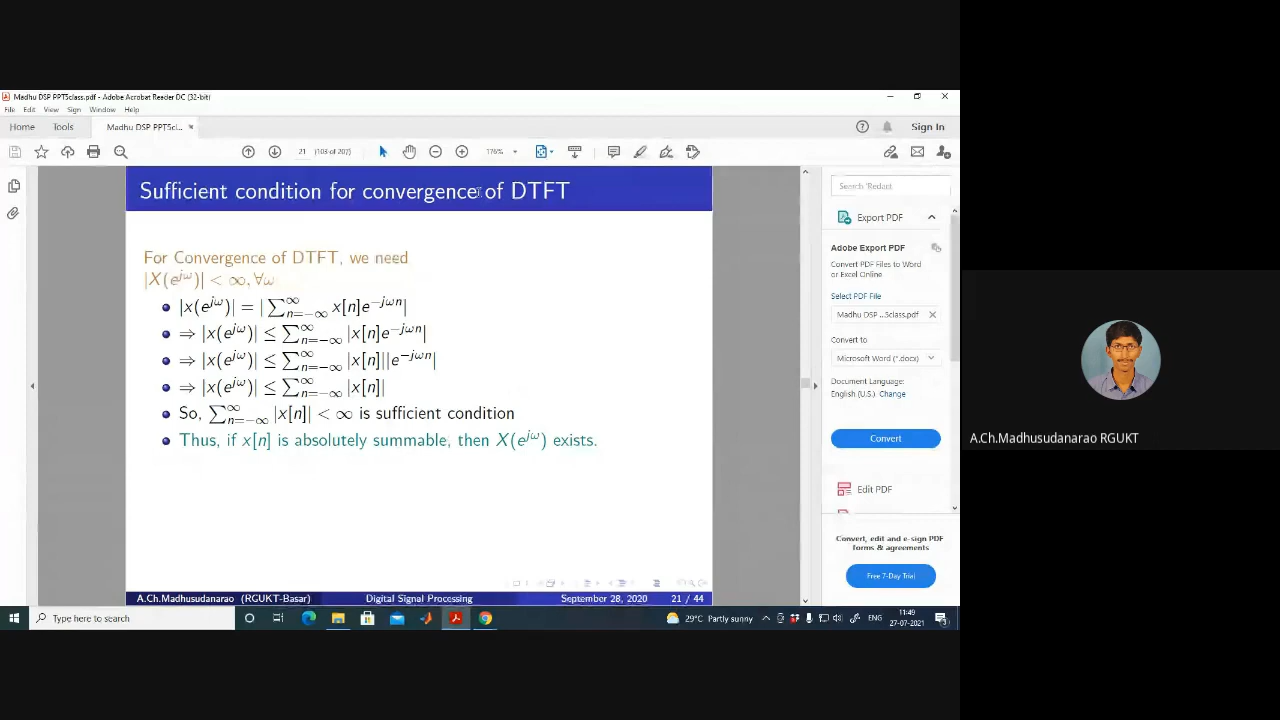 Madhu DSP PPT5class.pdf - Adobe Acrobat Reader DC (32-bit)
File Edit View Sign Window Help
Home Tools Madhu DSP PPT5cl... × Sign In
21 (103 of 207) 176%
Sufficient condition for convergence of DTFT
For Convergence of DTFT, we need
|X(e^{jω})| < ∞, ∀ω
|x(e^{jω})| = |∑_{n=−∞}^{∞} x[n]e^{−jωn}|
⇒ |x(e^{jω})| ≤ ∑_{n=−∞}^{∞} |x[n]e^{−jωn}|
⇒ |x(e^{jω})| ≤ ∑_{n=−∞}^{∞} |x[n]||e^{−jωn}|
⇒ |x(e^{jω})| ≤ ∑_{n=−∞}^{∞} |x[n]|
So, ∑_{n=−∞}^{∞} |x[n]| < ∞ is sufficient condition
Thus, if x[n] is absolutely summable, then X(e^{jω}) exists.
A.Ch.Madhusudanarao (RGUKT-Basar) Digital Signal Processing September 28, 2020 21 / 44
Search 'Redact
Export PDF
Adobe Export PDF
Convert PDF Files to Word
or Excel Online
Select PDF File
Madhu DSP ...5class.pdf ×
Convert to
Microsoft Word (*.docx)
Document Language:
English (U.S.) Change
Convert
Edit PDF
Convert, edit and e-sign PDF
forms & agreements
Free 7-Day Trial
Type here to search
29°C Partly sunny
ENG
11:49
27-07-2021
3
A.Ch.Madhusudanarao RGUKT